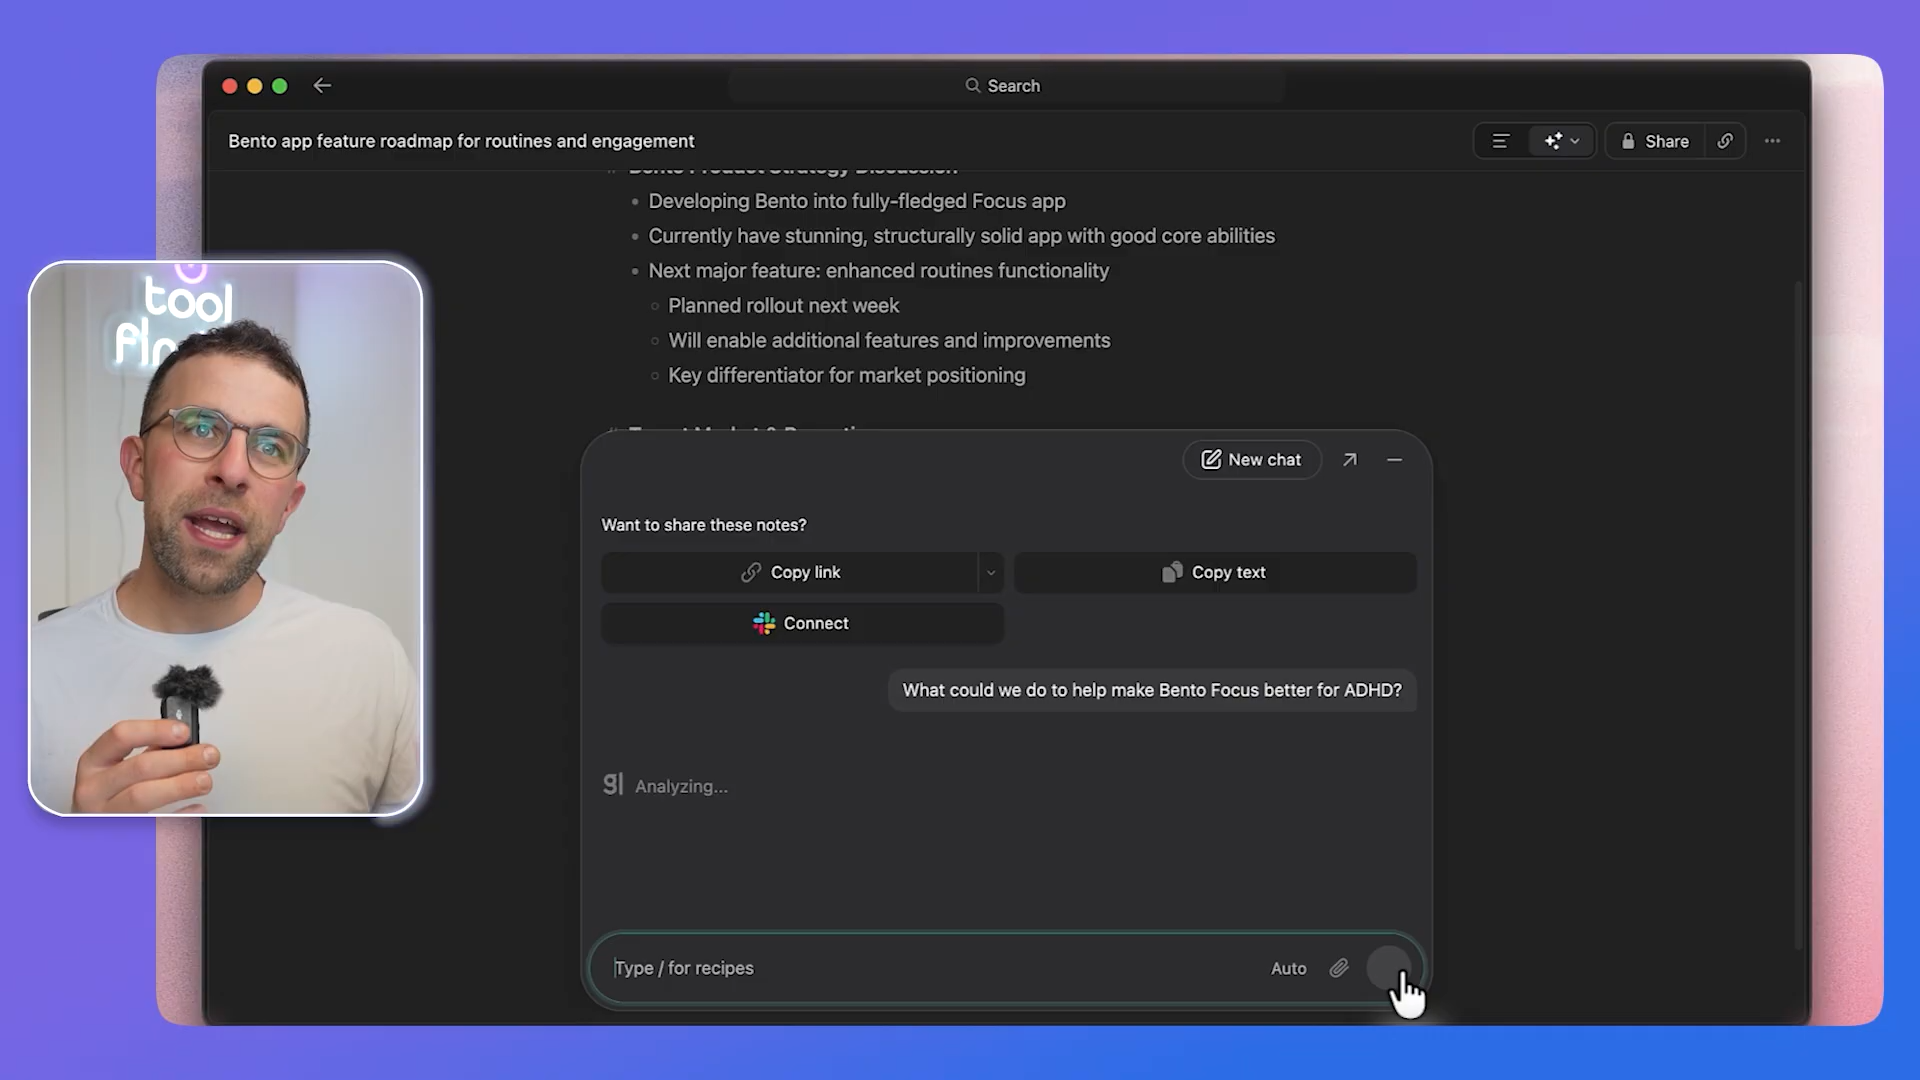 Search
Bento app feature roadmap for routines and engagement
Share
Bento Product Strategy Discussion
Developing Bento into fully-fledged Focus app
Currently have stunning, structurally solid app with good core abilities
Next major feature: enhanced routines functionality
Planned rollout next week
Will enable additional features and improvements
Key differentiator for market positioning
tool
New chat
Want to share these notes?
Copy link
Copy text
Connect
What could we do to help make Bento Focus better for ADHD?
Analyzing...
Type / for recipes
Auto